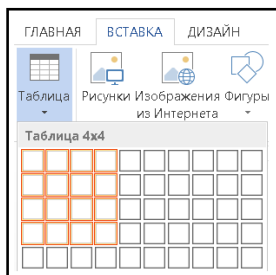 ГЛАВНАЯ ВСТАВКА ДИЗАЙН
Таблица Рисунки Изображения Фигуры
из Интернета
Таблица 4x4